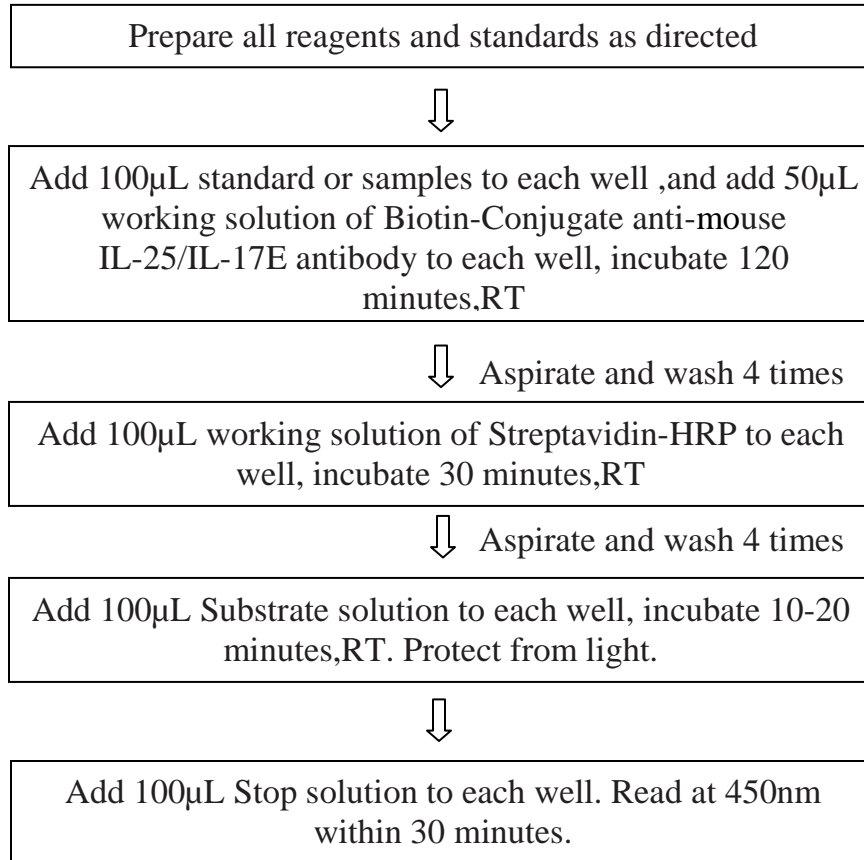 Prepare all reagents and standards as directed
Add 100μL standard or samples to each well ,and add 50μL
working solution of Biotin-Conjugate anti-mouse
IL-25/IL-17E antibody to each well, incubate 120
minutes,RT
Aspirate and wash 4 times
Add 100μL working solution of Streptavidin-HRP to each
well, incubate 30 minutes,RT
Aspirate and wash 4 times
Add 100μL Substrate solution to each well, incubate 10-20
minutes,RT. Protect from light.
Add 100μL Stop solution to each well. Read at 450nm
within 30 minutes.